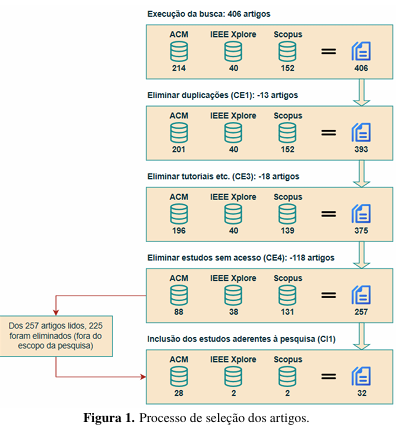 Execução da busca: 406 artigos
ACM IEEE Xplore Scopus
214 40 152 = 406
Eliminar duplicações (CE1): -13 artigos
ACM IEEE Xplore Scopus
201 40 152 = 393
Eliminar tutoriais etc. (CE3): -18 artigos
ACM IEEE Xplore Scopus
196 40 139 = 375
Eliminar estudos sem acesso (CE4): -118 artigos
ACM IEEE Xplore Scopus
88 38 131 = 257
Dos 257 artigos lidos, 225
foram eliminados (fora do
escopo da pesquisa)
Inclusão dos estudos aderentes à pesquisa (CI1)
ACM IEEE Xplore Scopus
28 2 2 = 32
Figura 1. Processo de seleção dos artigos.